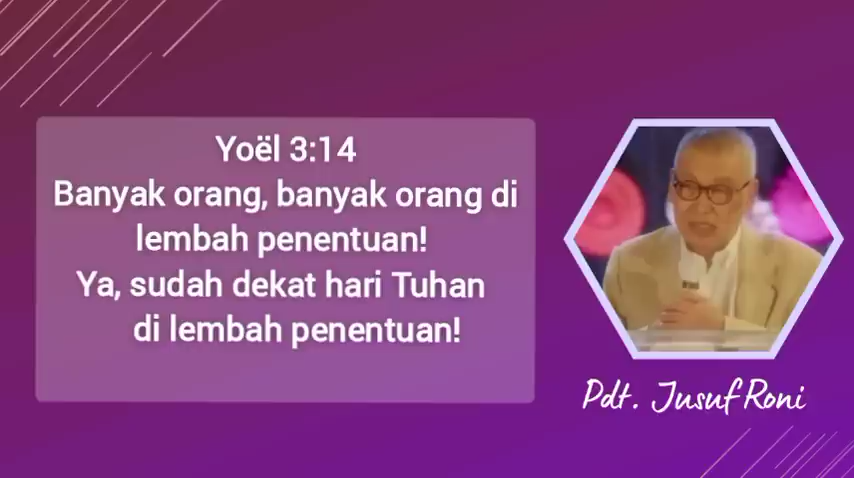 Yoël 3:14
Banyak orang, banyak orang di
lembah penentuan!
Ya, sudah dekat hari Tuhan
di lembah penentuan!
Pdt. Jusuf Roni